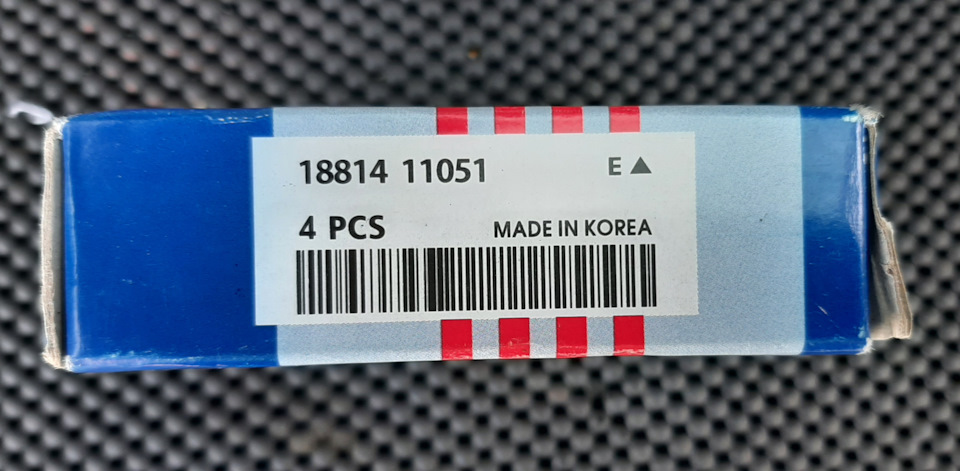 18814 11051 E▲
4 PCS MADE IN KOREA